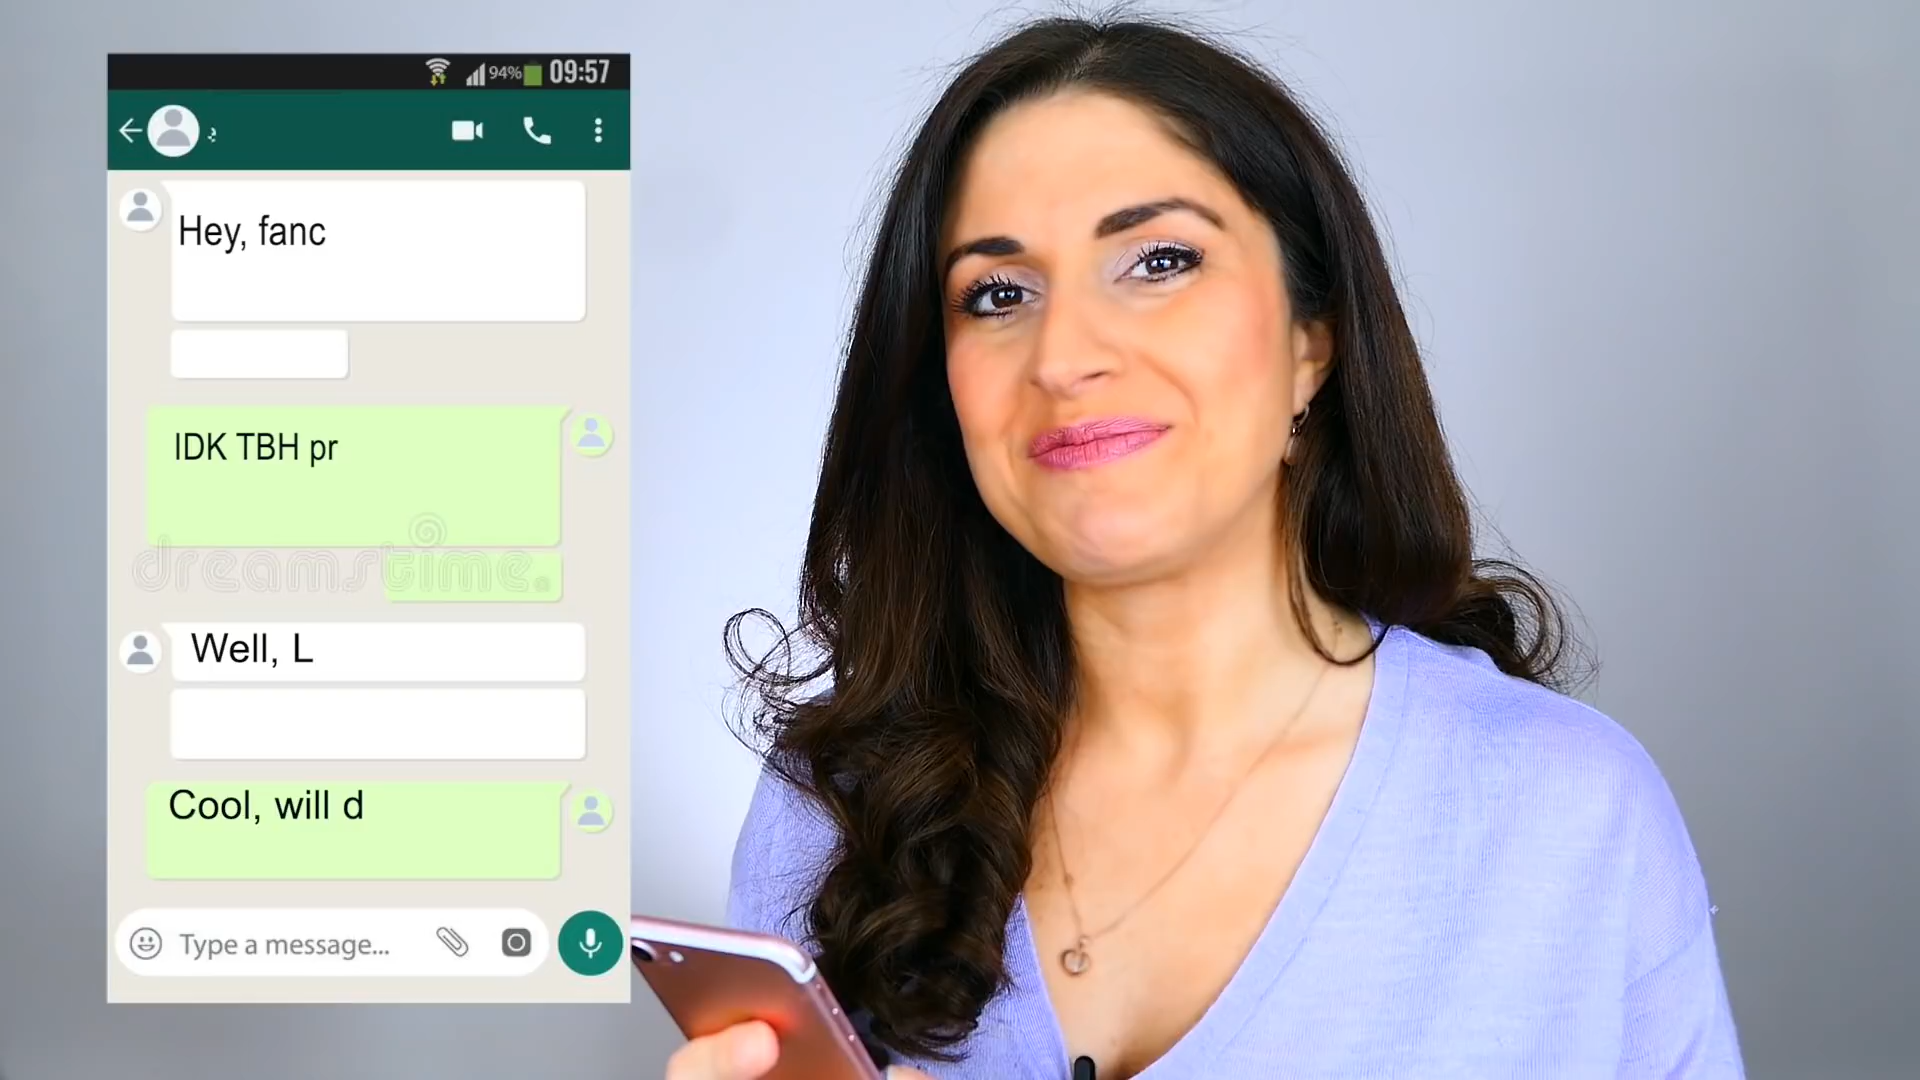 94% 09:57
Hey, fanc
IDK TBH pr
dreamstime
Well, L
Cool, will d
Type a message...